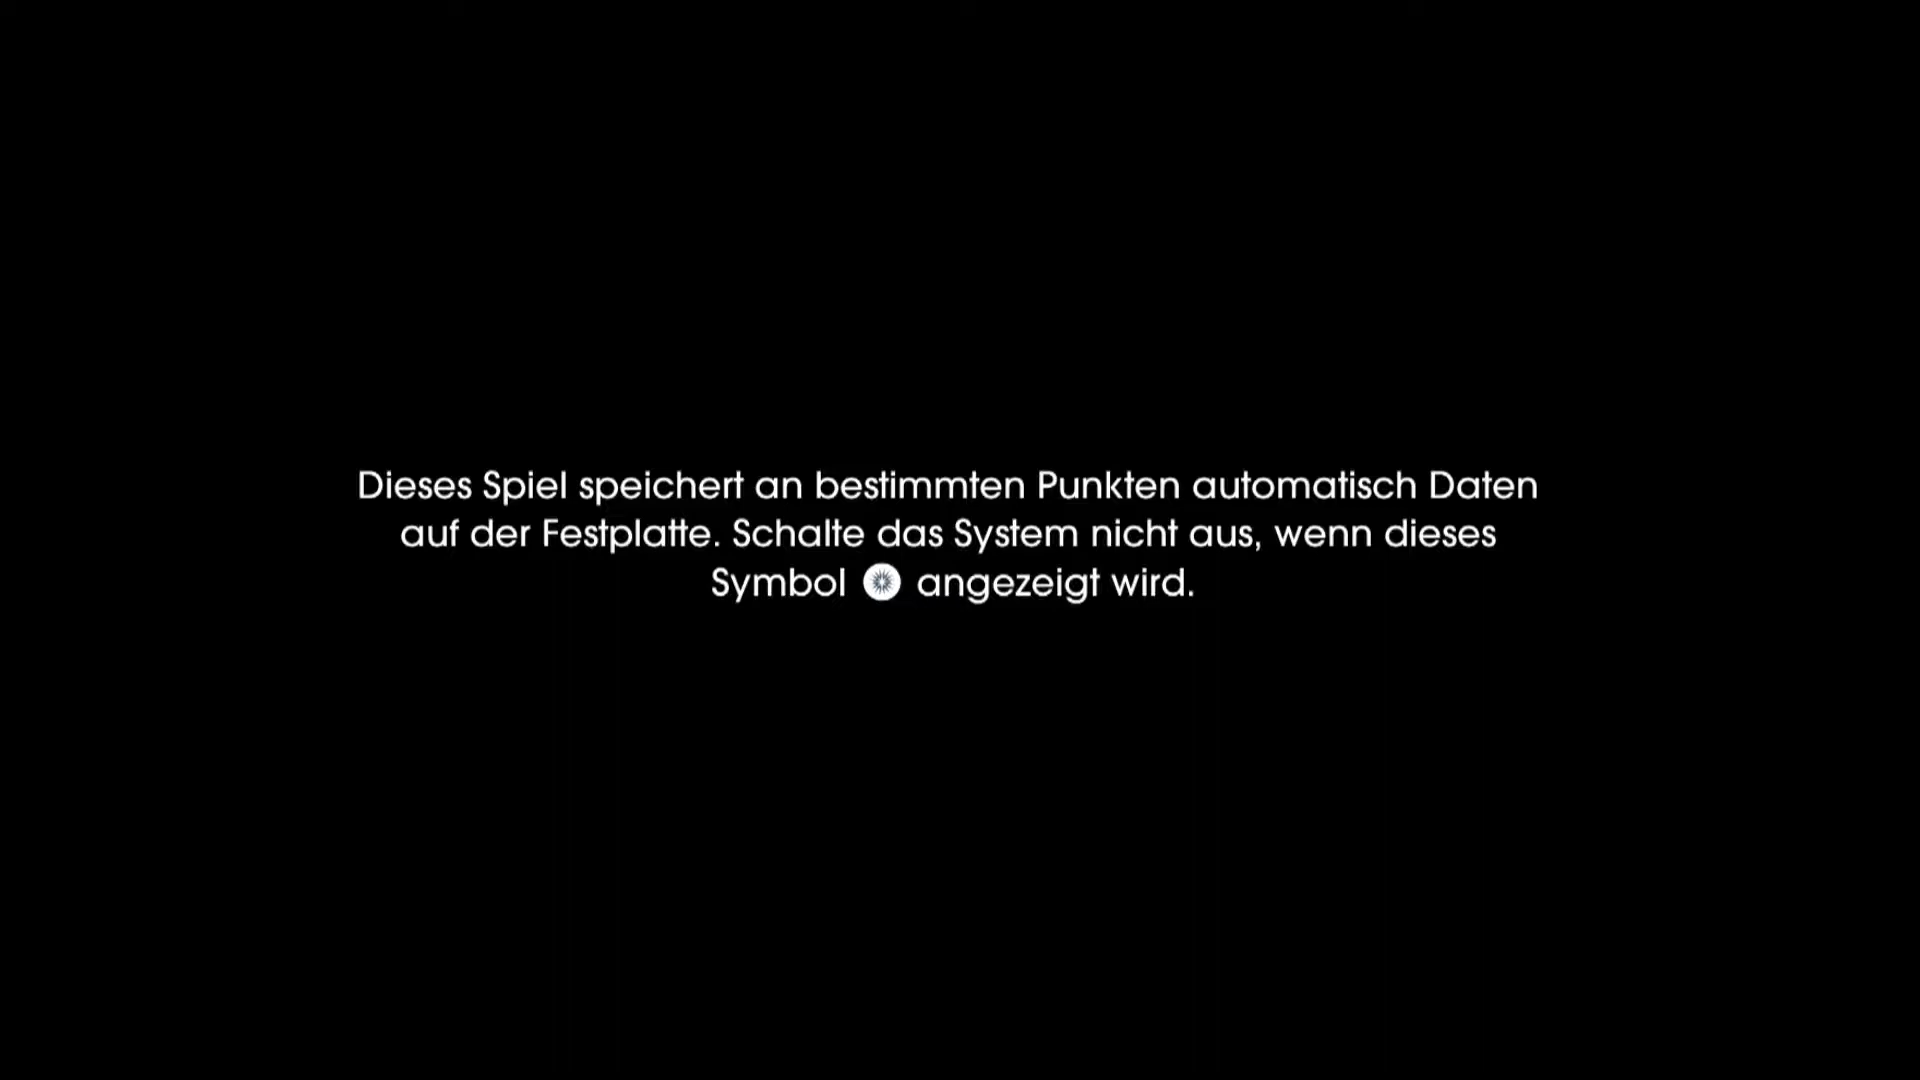 Dieses Spiel speichert an bestimmten Punkten automatisch Daten
auf der Festplatte. Schalte das System nicht aus, wenn dieses
Symbol angezeigt wird.